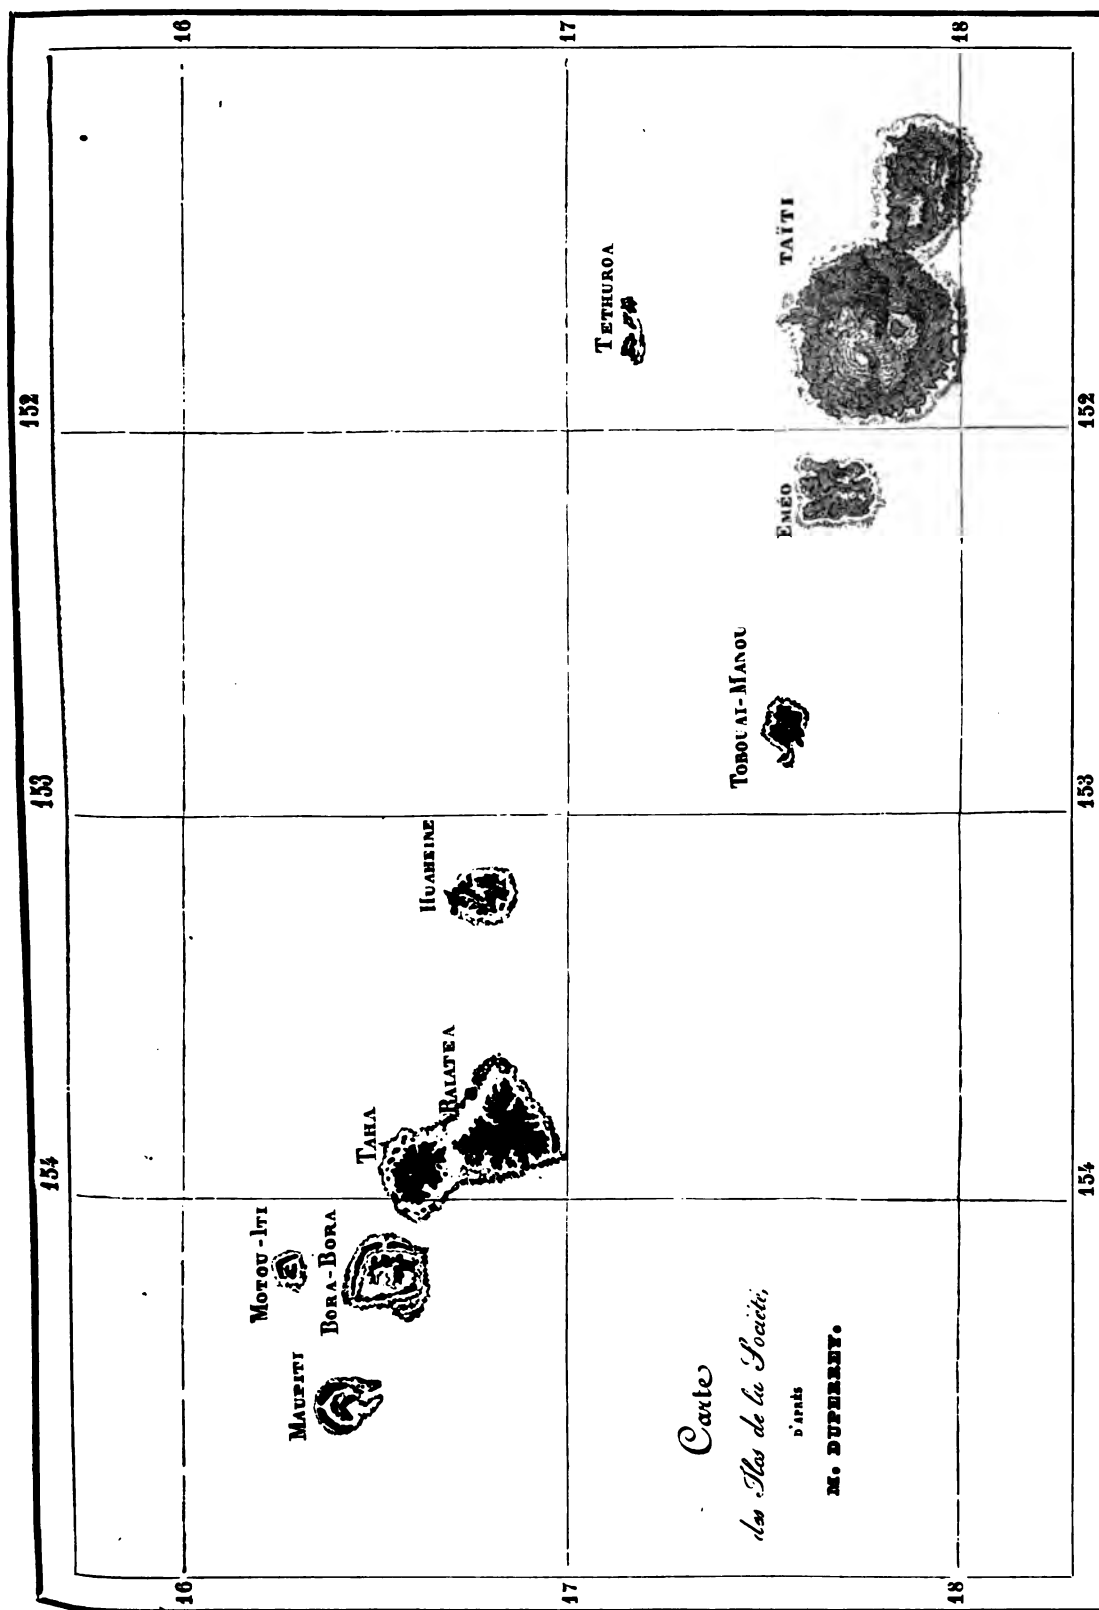 154
153
152
16
16
MOTOU-ITI
MAUPITI
BORA-BORA
TAHA
RAIATEA
HUAHEINE
17
17
TETHUROA
Carte
des Iles de la Société,
D'APRÈS
M. DUPERREY.
TOBOUAI-MANOU
EMÉO
TAÏTI
18
18
154
153
152